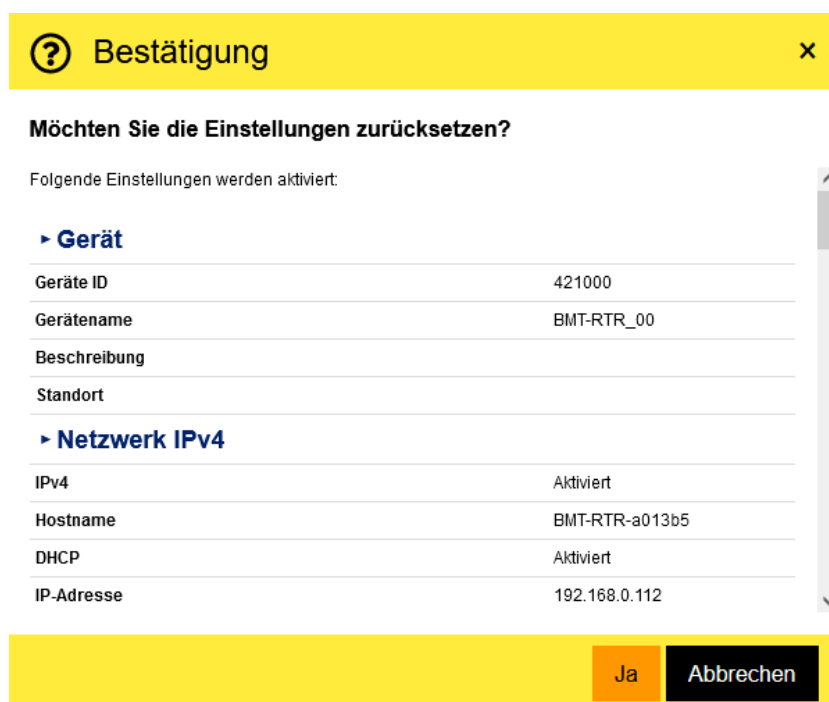 Bestätigung
Möchten Sie die Einstellungen zurücksetzen?
Folgende Einstellungen werden aktiviert:
Gerät
Geräte ID 421000
Gerätename BMT-RTR_00
Beschreibung
Standort
Netzwerk IPv4
IPv4 Aktiviert
Hostname BMT-RTR-a013b5
DHCP Aktiviert
IP-Adresse 192.168.0.112
Ja Abbrechen